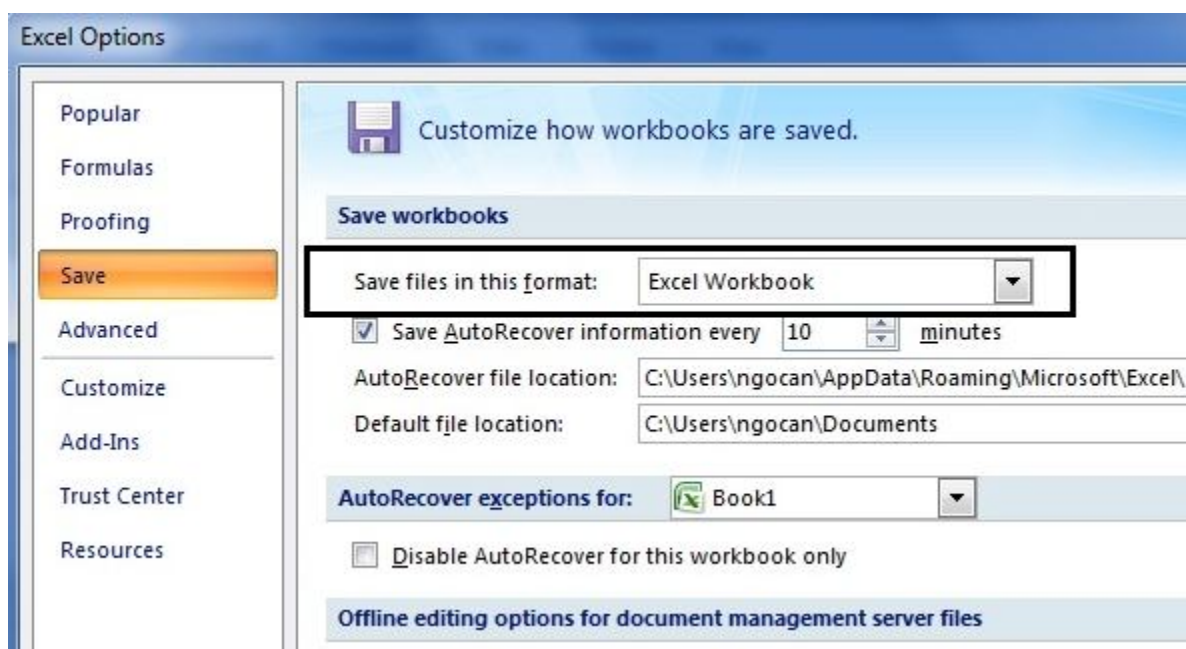 Excel Options
Popular
Formulas
Proofing
Save
Advanced
Customize
Add-Ins
Trust Center
Resources
Customize how workbooks are saved.
Save workbooks
Save files in this format: Excel Workbook
Save AutoRecover information every 10 minutes
AutoRecover file location: C:\Users\ngocan\AppData\Roaming\Microsoft\Excel\
Default file location: C:\Users\ngocan\Documents
AutoRecover exceptions for: Book1
Disable AutoRecover for this workbook only
Offline editing options for document management server files